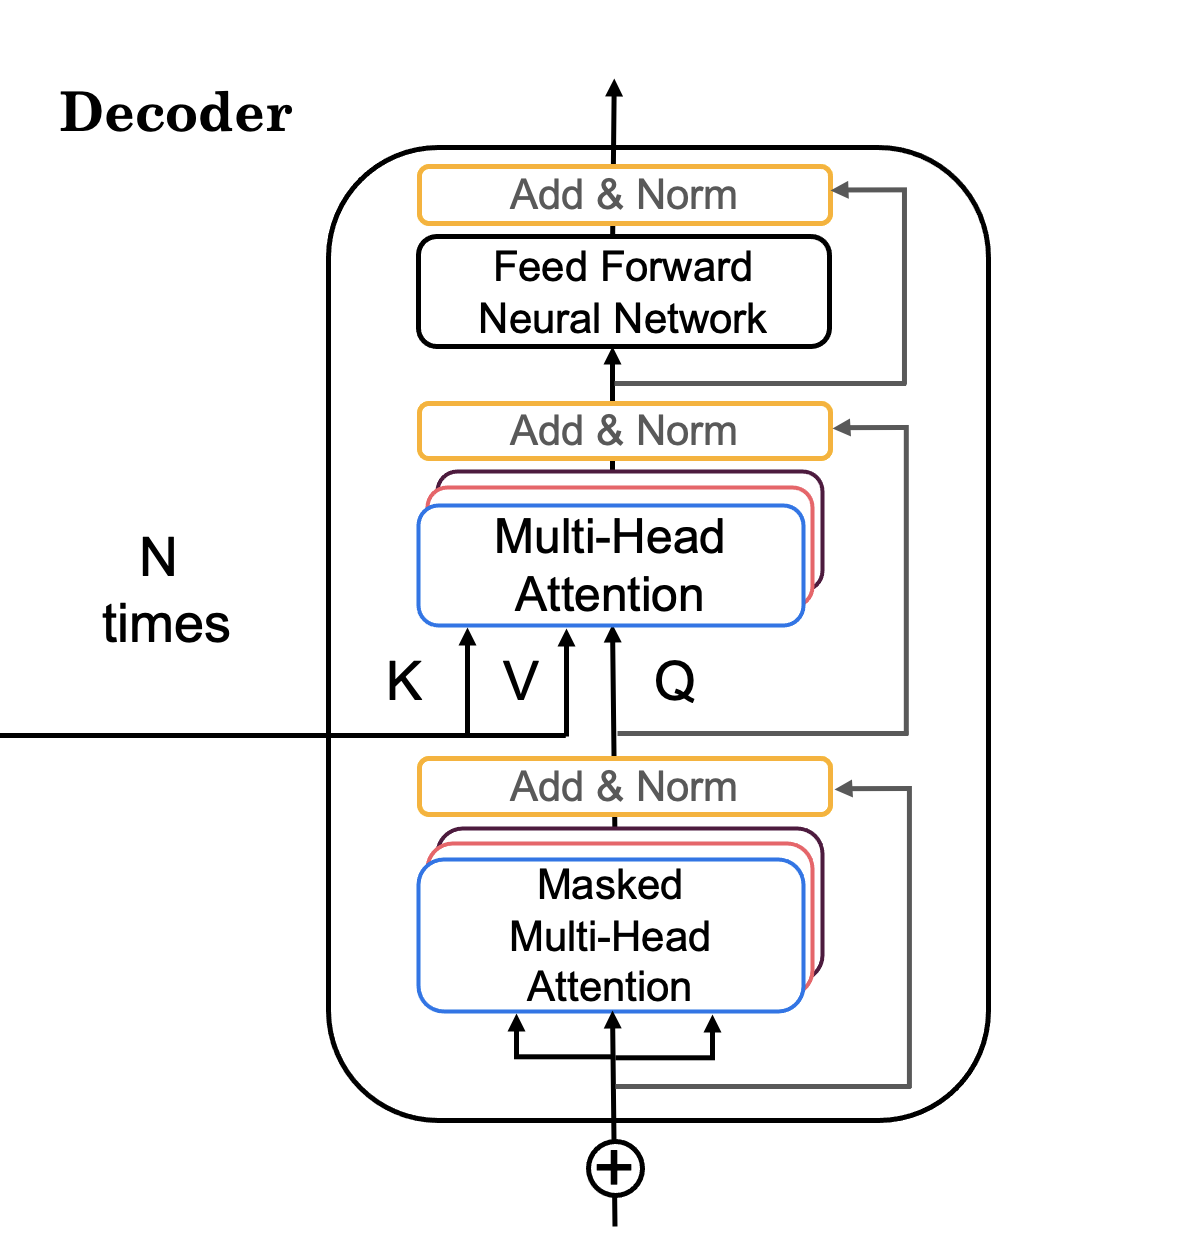 Decoder
Add & Norm
Feed Forward
Neural Network
Add & Norm
Multi-Head
Attention
N
times
K V Q
Add & Norm
Masked
Multi-Head
Attention